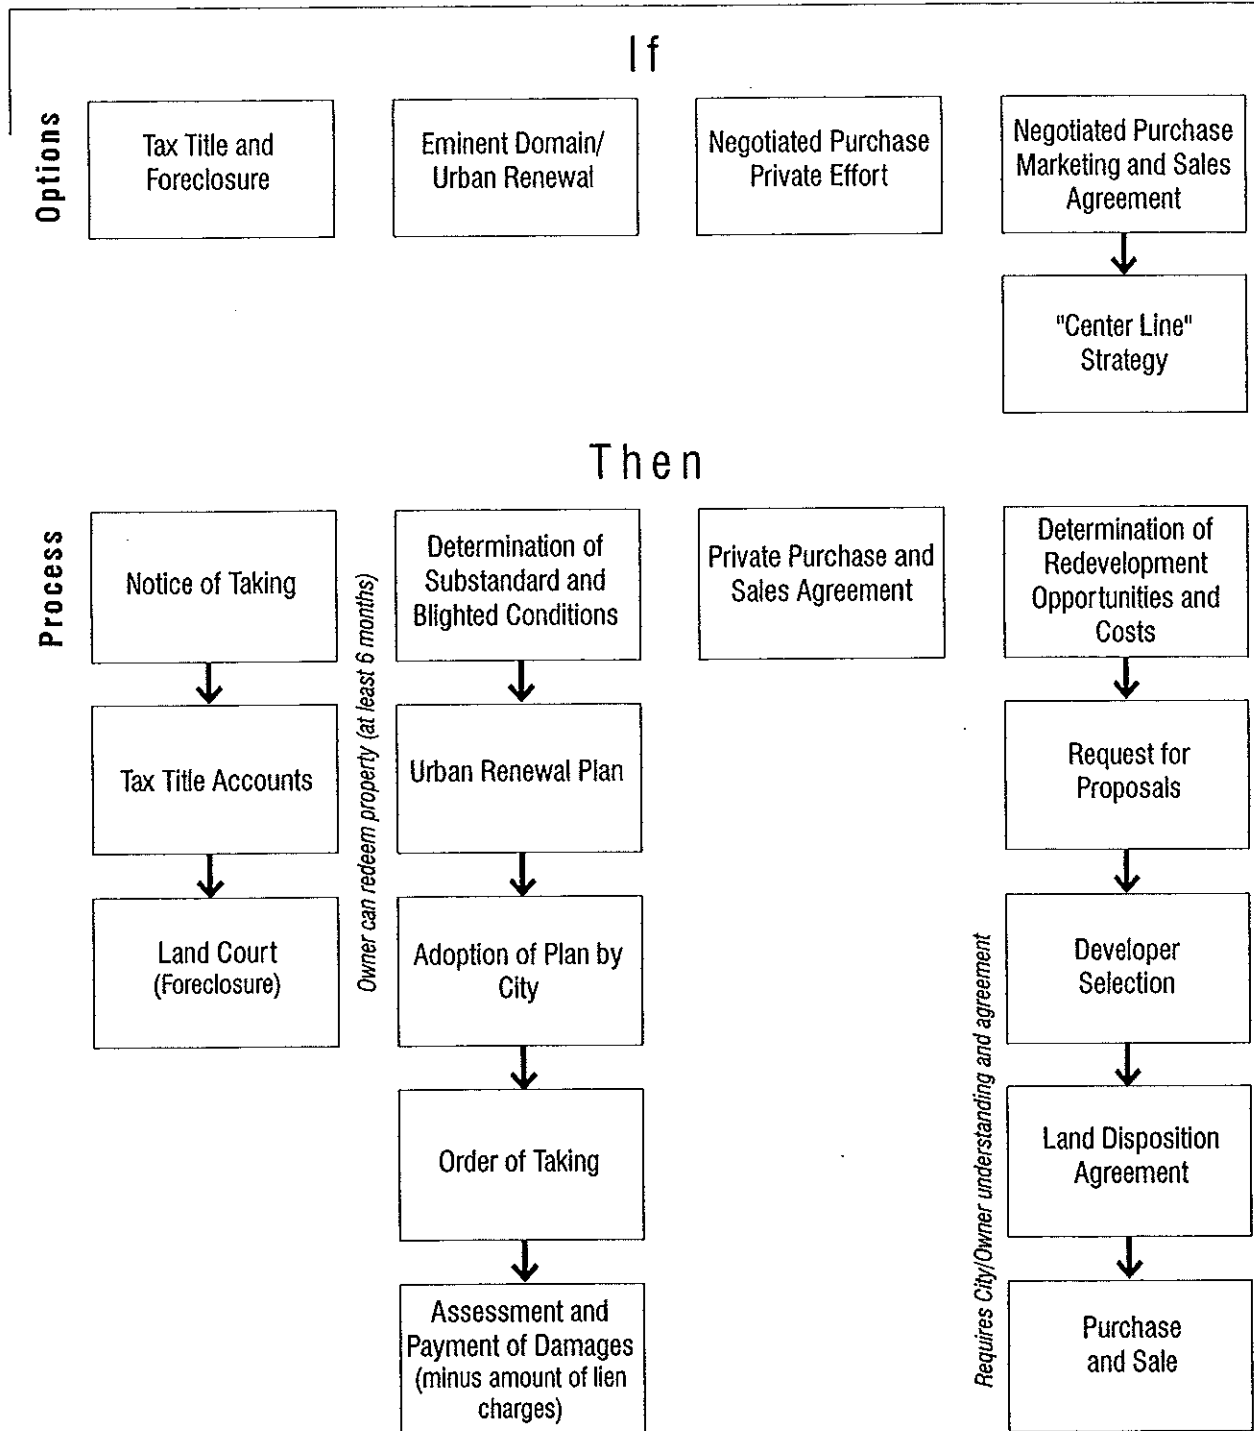 If
Options
Tax Title and
Foreclosure
Eminent Domain/
Urban Renewal
Negotiated Purchase
Private Effort
Negotiated Purchase
Marketing and Sales
Agreement
"Center Line"
Strategy
Then
Process
Notice of Taking
Tax Title Accounts
Land Court
(Foreclosure)
Owner can redeem property (at least 6 months)
Determination of
Substandard and
Blighted Conditions
Urban Renewal Plan
Adoption of Plan by
City
Order of Taking
Assessment and
Payment of Damages
(minus amount of lien
charges)
Private Purchase and
Sales Agreement
Requires City/Owner understanding and agreement
Determination of
Redevelopment
Opportunities and
Costs
Request for
Proposals
Developer
Selection
Land Disposition
Agreement
Purchase
and Sale